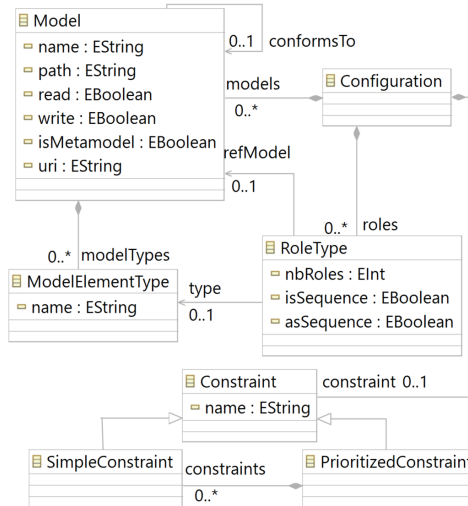 Model
name : EString
path : EString
read : EBoolean
write : EBoolean
isMetamodel : EBoolean
uri : EString
0..1 conformsTo
models
0..*
Configuration
refModel
0..1
0..* roles
0..* modelTypes
RoleType
nbRoles : EInt
isSequence : EBoolean
asSequence : EBoolean
ModelElementType
name : EString
type
0..1
Constraint
name : EString
constraint 0..1
SimpleConstraint
constraints
0..*
PrioritizedConstraint